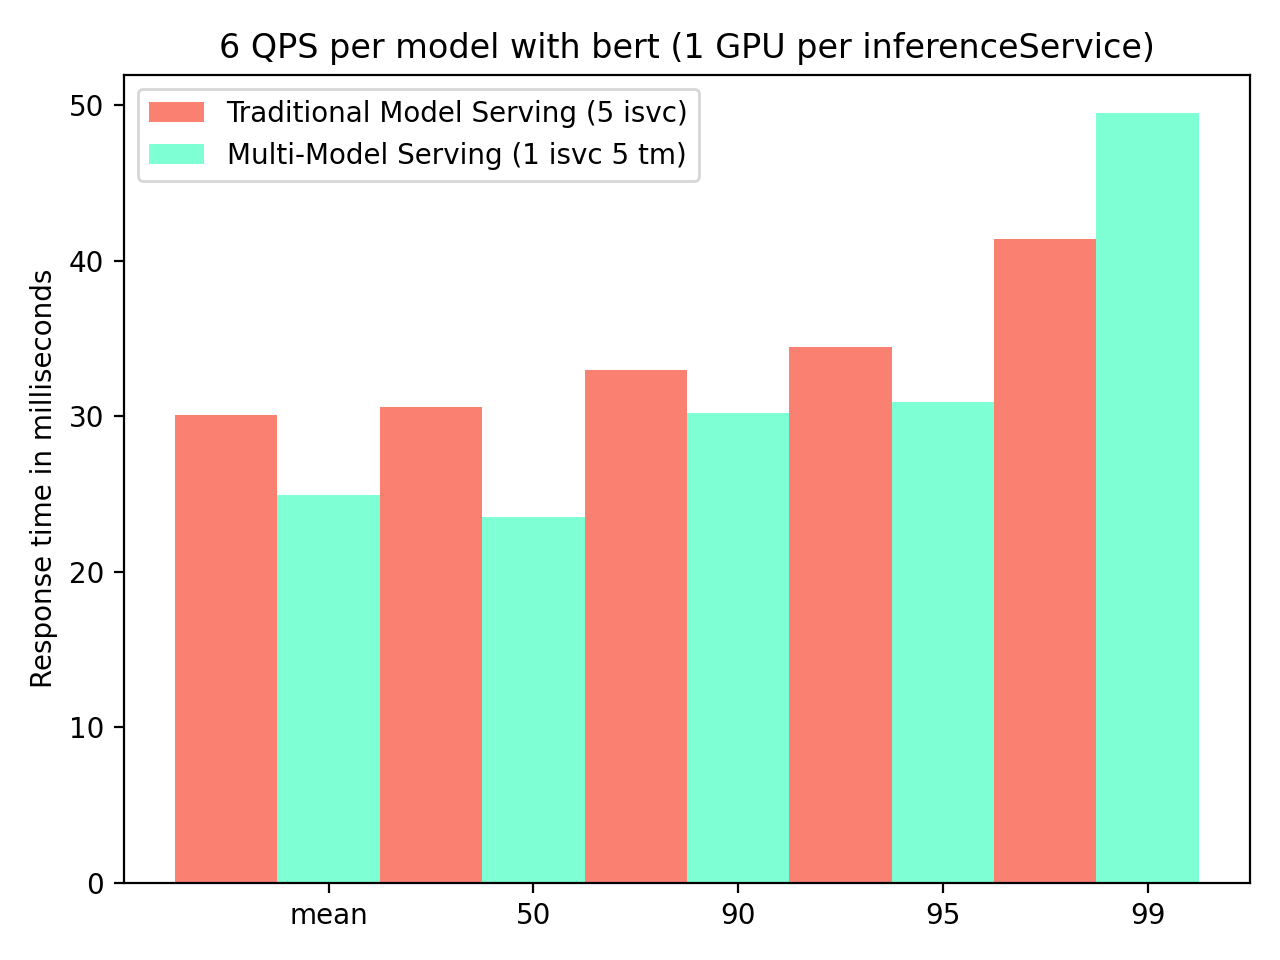 6 QPS per model with bert (1 GPU per inferenceService)
Traditional Model Serving (5 isvc)
Multi-Model Serving (1 isvc 5 tm)
Response time in milliseconds
50
40
30
20
10
0
mean 50 90 95 99